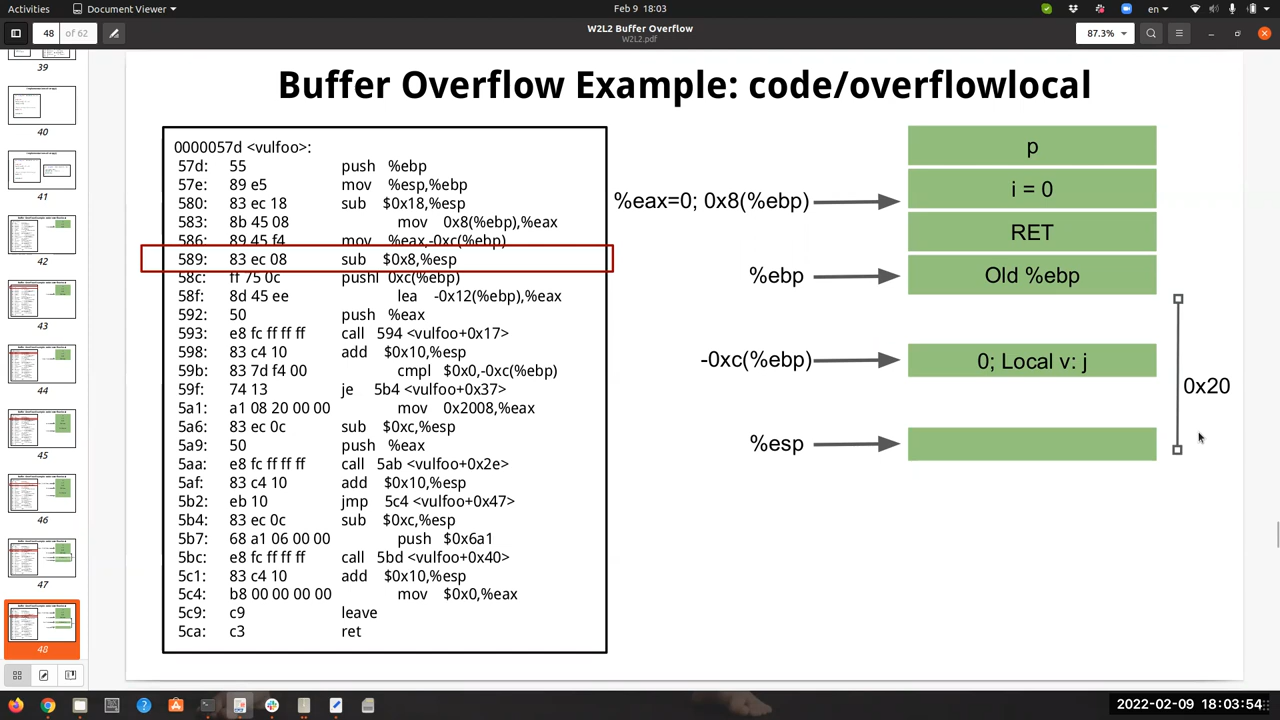 Activities
Document Viewer
Feb 9 18:03
en
48 of 62
W2L2 Buffer Overflow
W2L2.pdf
87.3%
39
40
41
42
43
44
45
46
47
48
Buffer Overflow Example: code/overflowlocal
0000057d <vulfoo>:
57d: 55 push %ebp
57e: 89 e5 mov %esp,%ebp
580: 83 ec 18 sub $0x18,%esp
583: 8b 45 08 mov 0x8(%ebp),%eax
586: 89 45 f4 mov %eax,-0xc(%ebp)
589: 83 ec 08 sub $0x8,%esp
58c: ff 75 0c pushl 0xc(%ebp)
58f: 8d 45 ee lea -0x12(%ebp),%eax
592: 50 push %eax
593: e8 fc ff ff ff call 594 <vulfoo+0x17>
598: 83 c4 10 add $0x10,%esp
59b: 83 7d f4 00 cmpl $0x0,-0xc(%ebp)
59f: 74 13 je 5b4 <vulfoo+0x37>
5a1: a1 08 20 00 00 mov 0x2008,%eax
5a6: 83 ec 0c sub $0xc,%esp
5a9: 50 push %eax
5aa: e8 fc ff ff ff call 5ab <vulfoo+0x2e>
5af: 83 c4 10 add $0x10,%esp
5b2: eb 10 jmp 5c4 <vulfoo+0x47>
5b4: 83 ec 0c sub $0xc,%esp
5b7: 68 a1 06 00 00 push $0x6a1
5bc: e8 fc ff ff ff call 5bd <vulfoo+0x40>
5c1: 83 c4 10 add $0x10,%esp
5c4: b8 00 00 00 00 mov $0x0,%eax
5c9: c9 leave
5ca: c3 ret
p
%eax=0; 0x8(%ebp)
i = 0
RET
%ebp
Old %ebp
-0xc(%ebp)
0; Local v: j
0x20
%esp
2022-02-09 18:03:54